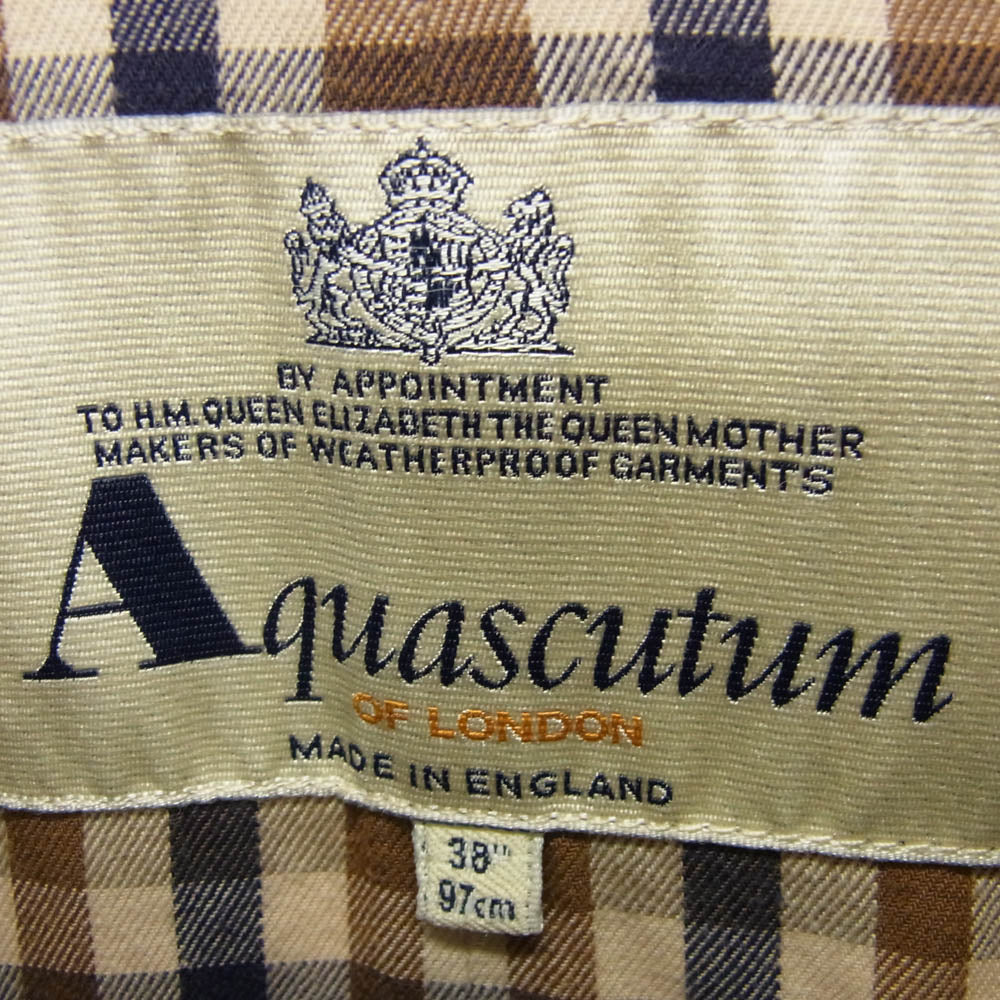 BY APPOINTMENT
TO H.M. QUEEN ELIZABETH THE QUEEN MOTHER
MAKERS OF WEATHERPROOF GARMENTS
Aquascutum
OF LONDON
MADE IN ENGLAND
38"
97cm